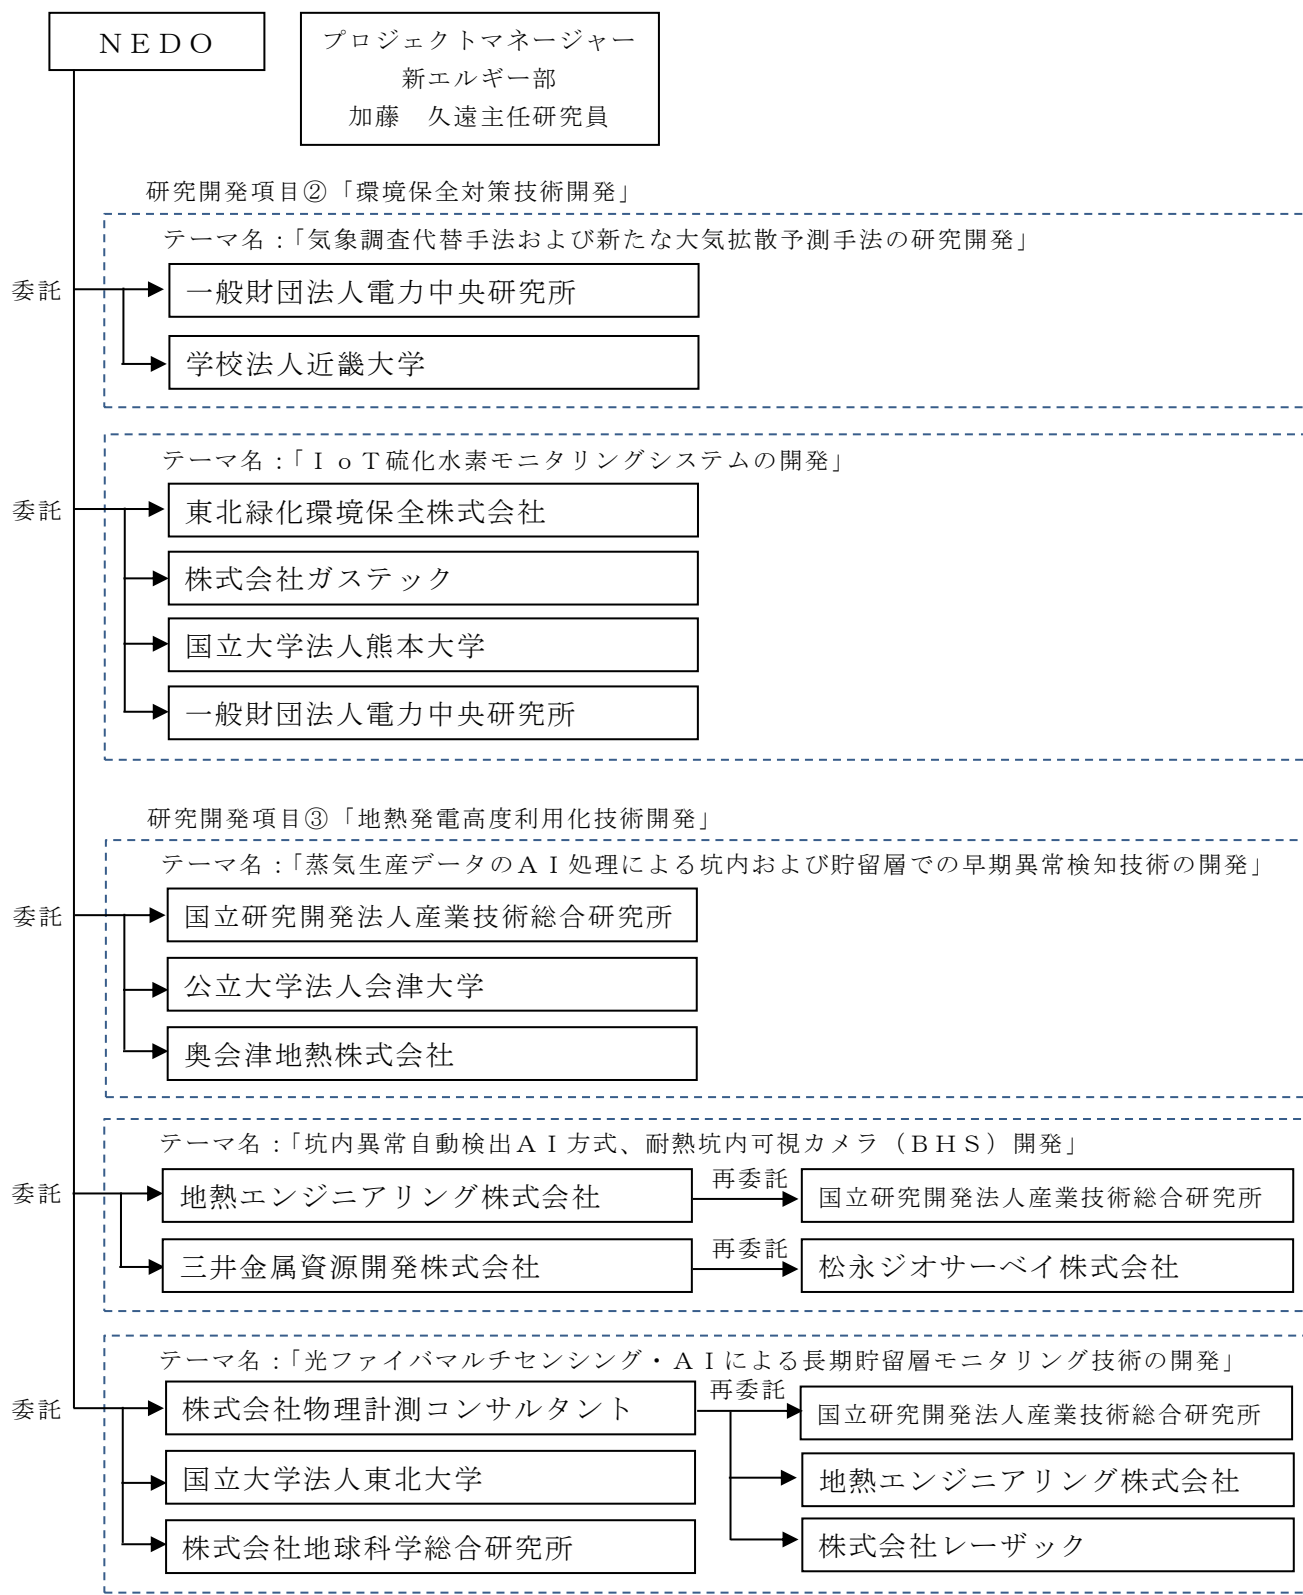 ＮＥＤＯ
プロジェクトマネージャー
新エルギー部
加藤　久遠主任研究員
研究開発項目②「環境保全対策技術開発」
テーマ名：「気象調査代替手法および新たな大気拡散予測手法の研究開発」
委託
一般財団法人電力中央研究所
学校法人近畿大学
テーマ名：「ＩｏＴ硫化水素モニタリングシステムの開発」
委託
東北緑化環境保全株式会社
株式会社ガステック
国立大学法人熊本大学
一般財団法人電力中央研究所
研究開発項目③「地熱発電高度利用化技術開発」
テーマ名：「蒸気生産データのＡＩ処理による坑内および貯留層での早期異常検知技術の開発」
委託
国立研究開発法人産業技術総合研究所
公立大学法人会津大学
奥会津地熱株式会社
テーマ名：「坑内異常自動検出ＡＩ方式、耐熱坑内可視カメラ（ＢＨＳ）開発」
委託
地熱エンジニアリング株式会社
再委託
国立研究開発法人産業技術総合研究所
三井金属資源開発株式会社
再委託
松永ジオサーベイ株式会社
テーマ名：「光ファイバマルチセンシング・ＡＩによる長期貯留層モニタリング技術の開発」
委託
株式会社物理計測コンサルタント
再委託
国立研究開発法人産業技術総合研究所
国立大学法人東北大学
地熱エンジニアリング株式会社
株式会社地球科学総合研究所
株式会社レーザック